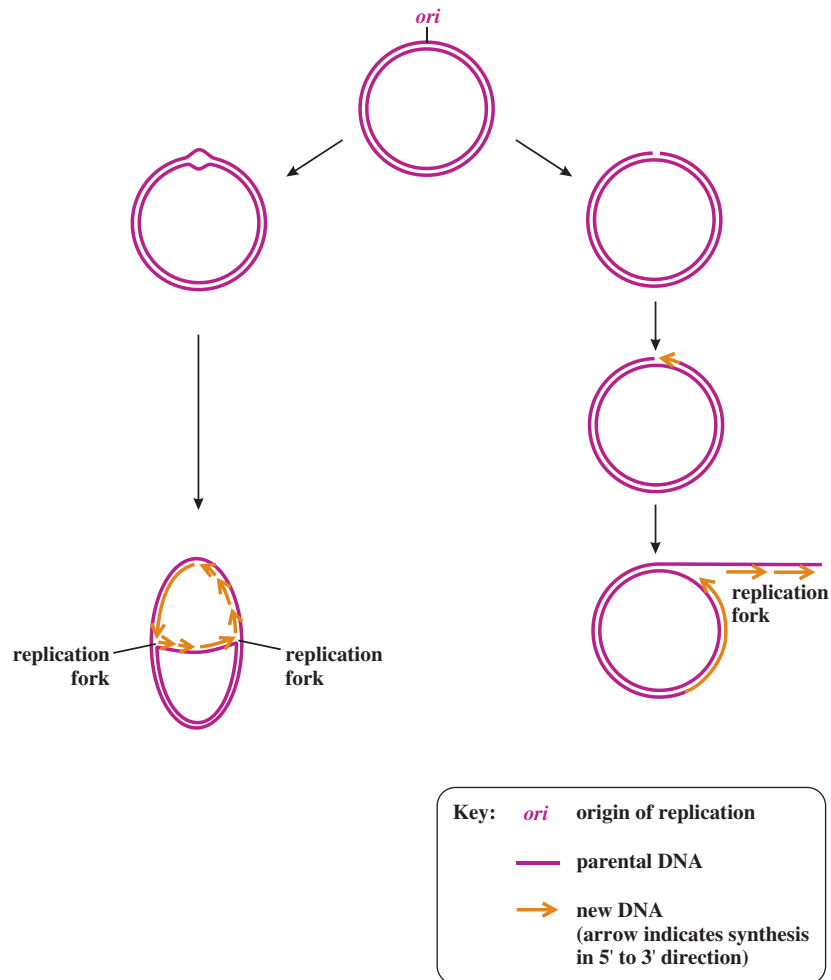 ori
replication
fork
replication
fork
replication
fork
Key: ori origin of replication
parental DNA
new DNA
(arrow indicates synthesis
in 5' to 3' direction)